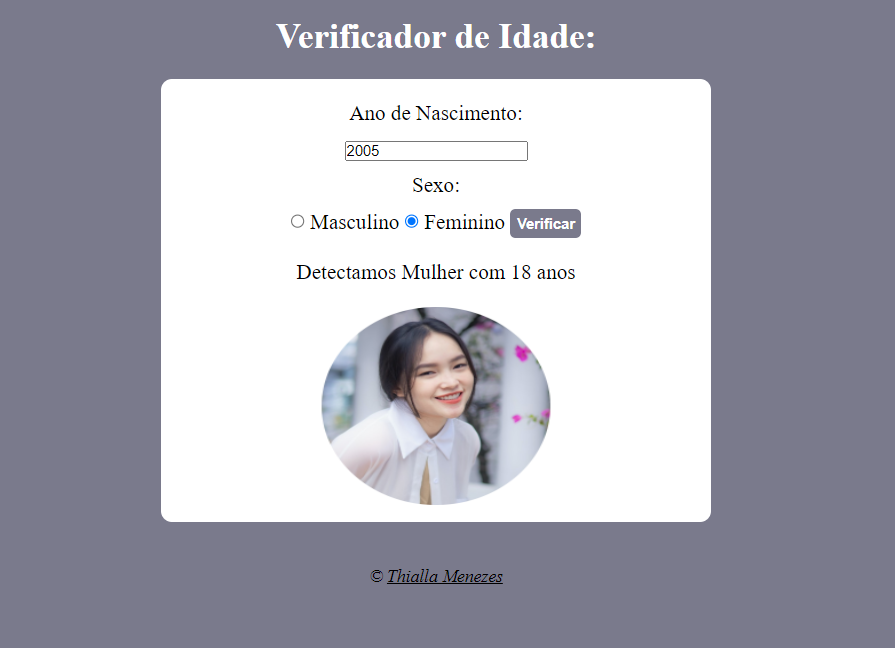 Verificador de Idade:
Ano de Nascimento:
2005
Sexo:
Masculino Feminino Verificar
Detectamos Mulher com 18 anos
© Thialla Menezes